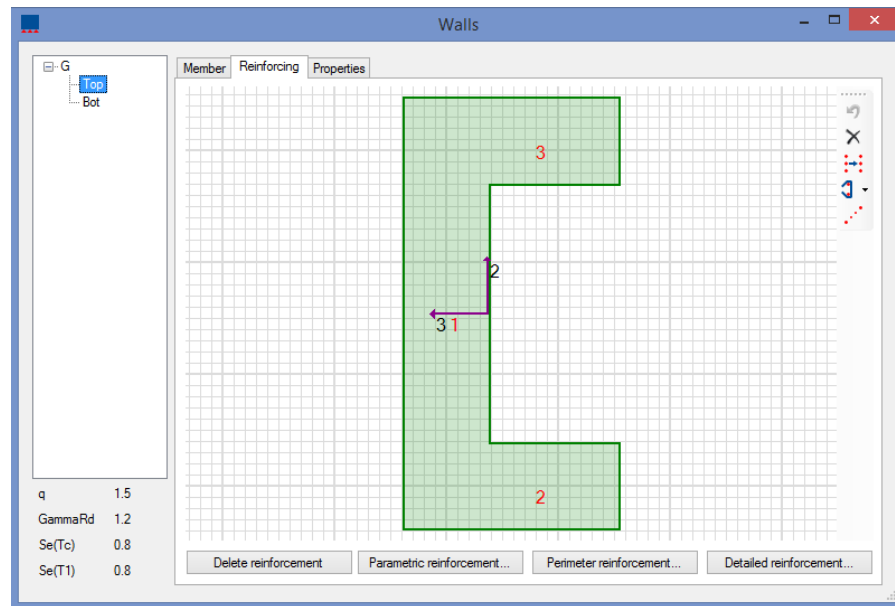 Walls
G
Top
Bot
Member Reinforcing Properties
3
2
3 1
2
q 1.5
GammaRd 1.2
Se(Tc) 0.8
Se(T1) 0.8
Delete reinforcement Parametric reinforcement... Perimeter reinforcement... Detailed reinforcement...